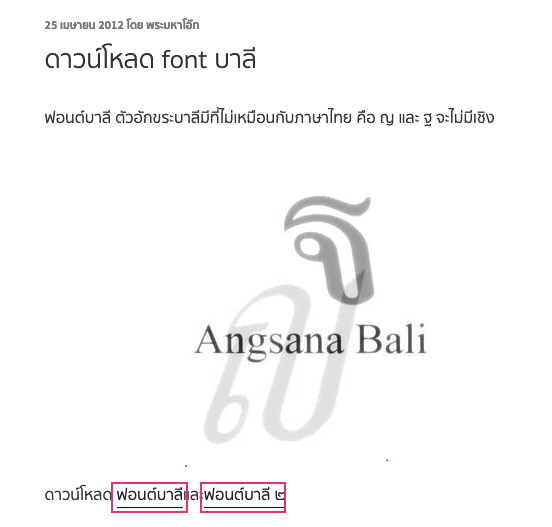 25 เมษายน 2012 โดย พระมหาโอ๊ท
ดาวน์โหลด font บาลี
ฟอนต์บาลี ตัวอักขระบาลีมีที่ไม่เหมือนกับภาษาไทย คือ ญ และ ฐ จะไม่มีเชิง
ฐิ
ญ
Angsana Bali
ดาวน์โหลด ฟอนต์บาลี และ ฟอนต์บาลี ๒